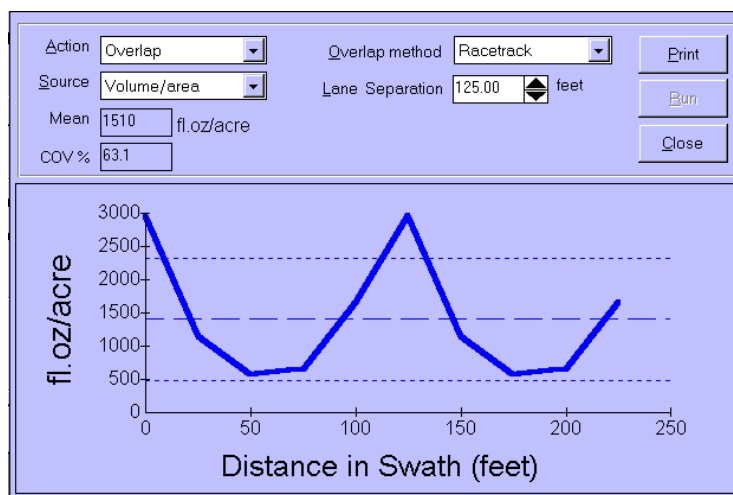 Action Overlap Overlap method Racetrack Print
Source Volume/area Lane Separation 125.00 feet Run
Mean 1510 fl.oz/acre
COV % 63.1 Close
fl.oz/acre
3000
2500
2000
1500
1000
500
0
0 50 100 150 200 250
Distance in Swath (feet)